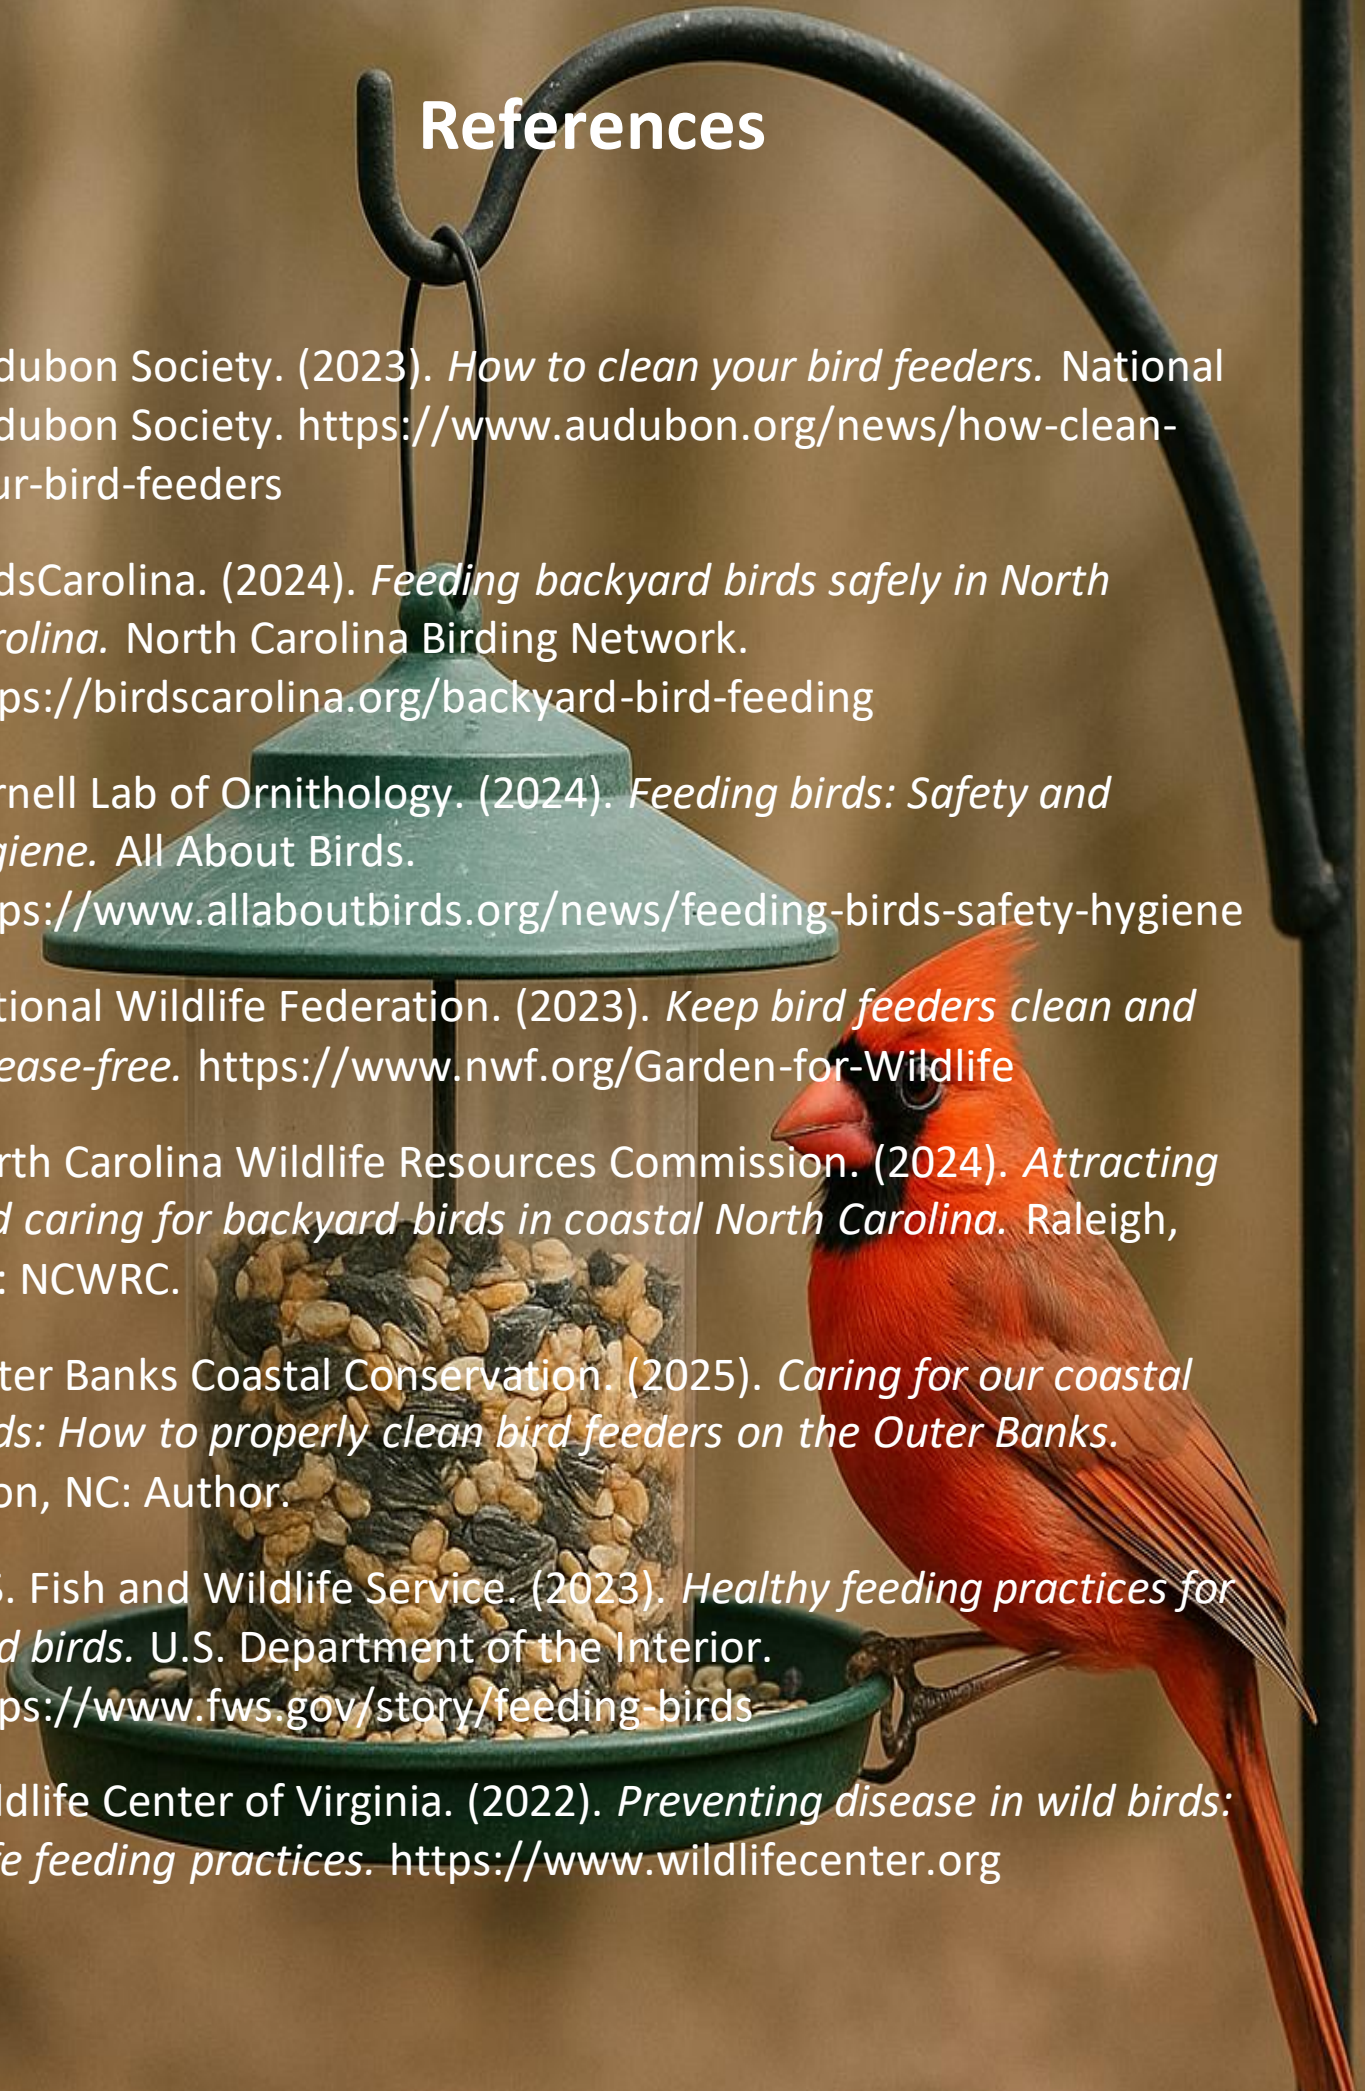 References
dubon Society. (2023). How to clean your bird feeders. National
dubon Society. https://www.audubon.org/news/how-clean-
ur-bird-feeders
dsCarolina. (2024). Feeding backyard birds safely in North
rolina. North Carolina Birding Network.
ps://birdscarolina.org/backyard-bird-feeding
rnell Lab of Ornithology. (2024). Feeding birds: Safety and
giene. All About Birds.
ps://www.allaboutbirds.org/news/feeding-birds-safety-hygiene
tional Wildlife Federation. (2023). Keep bird feeders clean and
ease-free. https://www.nwf.org/Garden-for-Wildlife
rth Carolina Wildlife Resources Commission. (2024). Attracting
d caring for backyard birds in coastal North Carolina. Raleigh,
: NCWRC.
ter Banks Coastal Conservation. (2025). Caring for our coastal
ds: How to properly clean bird feeders on the Outer Banks.
on, NC: Author.
S. Fish and Wildlife Service. (2023). Healthy feeding practices for
d birds. U.S. Department of the Interior.
ps://www.fws.gov/story/feeding-birds
ldlife Center of Virginia. (2022). Preventing disease in wild birds:
fe feeding practices. https://www.wildlifecenter.org